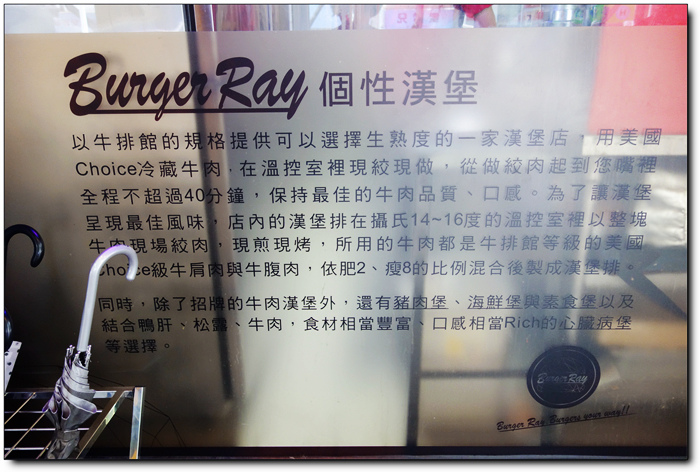 Burger Ray 個性漢堡
以牛排館的規格提供可以選擇生熟度的一家漢堡店，用美國
Choice冷藏牛肉，在溫控室裡現絞現做，從做絞肉起到您嘴裡
全程不超過40分鐘，保持最佳的牛肉品質、口感。為了讓漢堡
呈現最佳風味，店內的漢堡排在攝氏14~16度的溫控室裡以整塊
牛肉現場絞肉，現煎現烤，所用的牛肉都是牛排館等級的美國
Choice級牛肩肉與牛腹肉，依肥2、瘦8的比例混合後製成漢堡排。
同時，除了招牌的牛肉漢堡外，還有豬肉堡、海鮮堡與素食堡以及
結合鴨肝、松露、牛肉，食材相當豐富、口感相當Rich的心臟病堡
等選擇。
Burger Ray
Burger Ray, Burgers your way!!